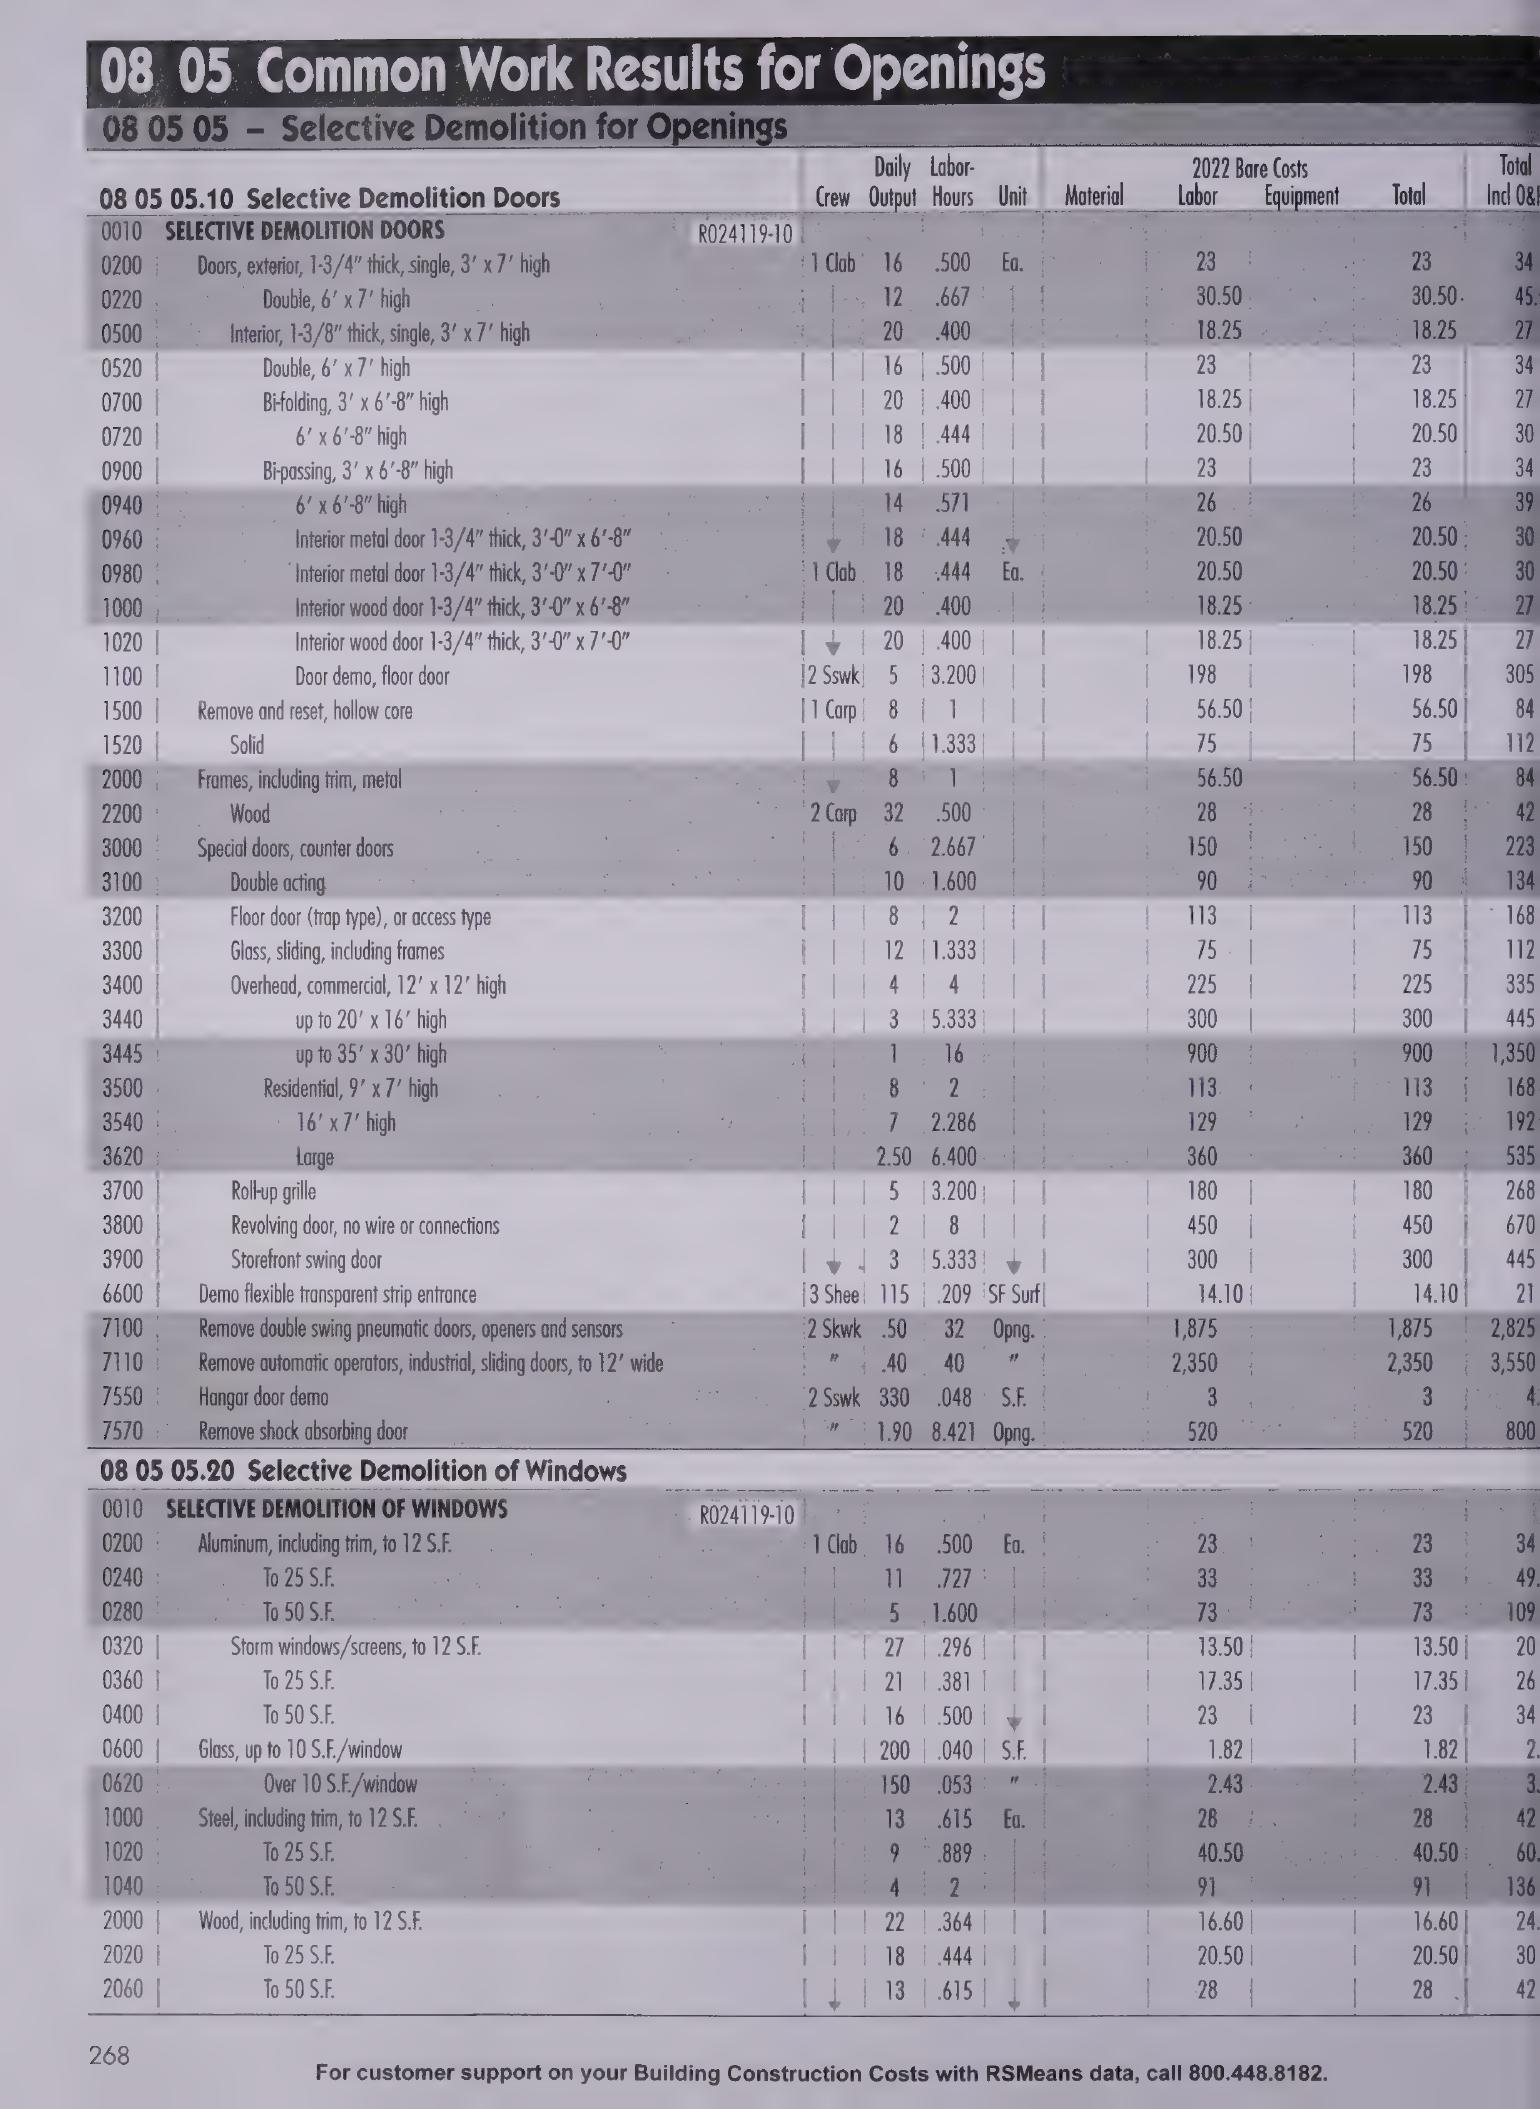 08 05 Common Work Results for Openings
08 05 05 – Selective Demolition for Openings
Daily Labor- 2022 Bare Costs Total
08 05 05.10 Selective Demolition Doors Crew Output Hours Unit Material Labor Equipment Total Incl O&
0010 SELECTIVE DEMOLITION DOORS R024119-10
0200 Doors, exterior, 1-3/4" thick, single, 3' x 7' high 1 Clab 16 .500 Ea. 23 23 34
0220 Double, 6' x 7' high 12 .667 30.50 30.50 45.
0500 Interior, 1-3/8" thick, single, 3' x 7' high 20 .400 18.25 18.25 27
0520 Double, 6' x 7' high 16 .500 23 23 34
0700 Bi-folding, 3' x 6'-8" high 20 .400 18.25 18.25 27
0720 6' x 6'-8" high 18 .444 20.50 20.50 30
0900 Bi-passing, 3' x 6'-8" high 16 .500 23 23 34
0940 6' x 6'-8" high 14 .571 26 26 39
0960 Interior metal door 1-3/4" thick, 3'-0" x 6'-8" 18 .444 20.50 20.50 30
0980 Interior metal door 1-3/4" thick, 3'-0" x 7'-0" 1 Clab 18 .444 Ea. 20.50 20.50 30
1000 Interior wood door 1-3/4" thick, 3'-0" x 6'-8" 20 .400 18.25 18.25 27
1020 Interior wood door 1-3/4" thick, 3'-0" x 7'-0" 20 .400 18.25 18.25 27
1100 Door demo, floor door 2 Sswk 5 3.200 198 198 305
1500 Remove and reset, hollow core 1 Carp 8 1 56.50 56.50 84
1520 Solid 6 1.333 75 75 112
2000 Frames, including trim, metal 8 1 56.50 56.50 84
2200 Wood 2 Carp 32 .500 28 28 42
3000 Special doors, counter doors 6 2.667 150 150 223
3100 Double acting 10 1.600 90 90 134
3200 Floor door (trap type), or access type 8 2 113 113 168
3300 Glass, sliding, including frames 12 1.333 75 75 112
3400 Overhead, commercial, 12' x 12' high 4 4 225 225 335
3440 up to 20' x 16' high 3 5.333 300 300 445
3445 up to 35' x 30' high 1 16 900 900 1,350
3500 Residential, 9' x 7' high 8 2 113 113 168
3540 16' x 7' high 7 2.286 129 129 192
3620 Large 2.50 6.400 360 360 535
3700 Roll-up grille 5 3.200 180 180 268
3800 Revolving door, no wire or connections 2 8 450 450 670
3900 Storefront swing door 3 5.333 300 300 445
6600 Demo flexible transparent strip entrance 3 Shee 115 .209 SF Surf 14.10 14.10 21
7100 Remove double swing pneumatic doors, openers and sensors 2 Skwk .50 32 Opng. 1,875 1,875 2,825
7110 Remove automatic operators, industrial, sliding doors, to 12' wide " .40 40 " 2,350 2,350 3,550
7550 Hangar door demo 2 Sswk 330 .048 S.F. 3 3 4.
7570 Remove shock absorbing door " 1.90 8.421 Opng. 520 520 800
08 05 05.20 Selective Demolition of Windows
0010 SELECTIVE DEMOLITION OF WINDOWS R024119-10
0200 Aluminum, including trim, to 12 S.F. 1 Clab 16 .500 Ea. 23 23 34
0240 To 25 S.F. 11 .727 33 33 49.
0280 To 50 S.F. 5 1.600 73 73 109
0320 Storm windows/screens, to 12 S.F. 27 .296 13.50 13.50 20
0360 To 25 S.F. 21 .381 17.35 17.35 26
0400 To 50 S.F. 16 .500 23 23 34
0600 Glass, up to 10 S.F./window 200 .040 S.F. 1.82 1.82 2.
0620 Over 10 S.F./window 150 .053 " 2.43 2.43 3.
1000 Steel, including trim, to 12 S.F. 13 .615 Ea. 28 28 42
1020 To 25 S.F. 9 .889 40.50 40.50 60.
1040 To 50 S.F. 4 2 91 91 136
2000 Wood, including trim, to 12 S.F. 22 .364 16.60 16.60 24.
2020 To 25 S.F. 18 .444 20.50 20.50 30
2060 To 50 S.F. 13 .615 28 28 42
268
For customer support on your Building Construction Costs with RSMeans data, call 800.448.8182.